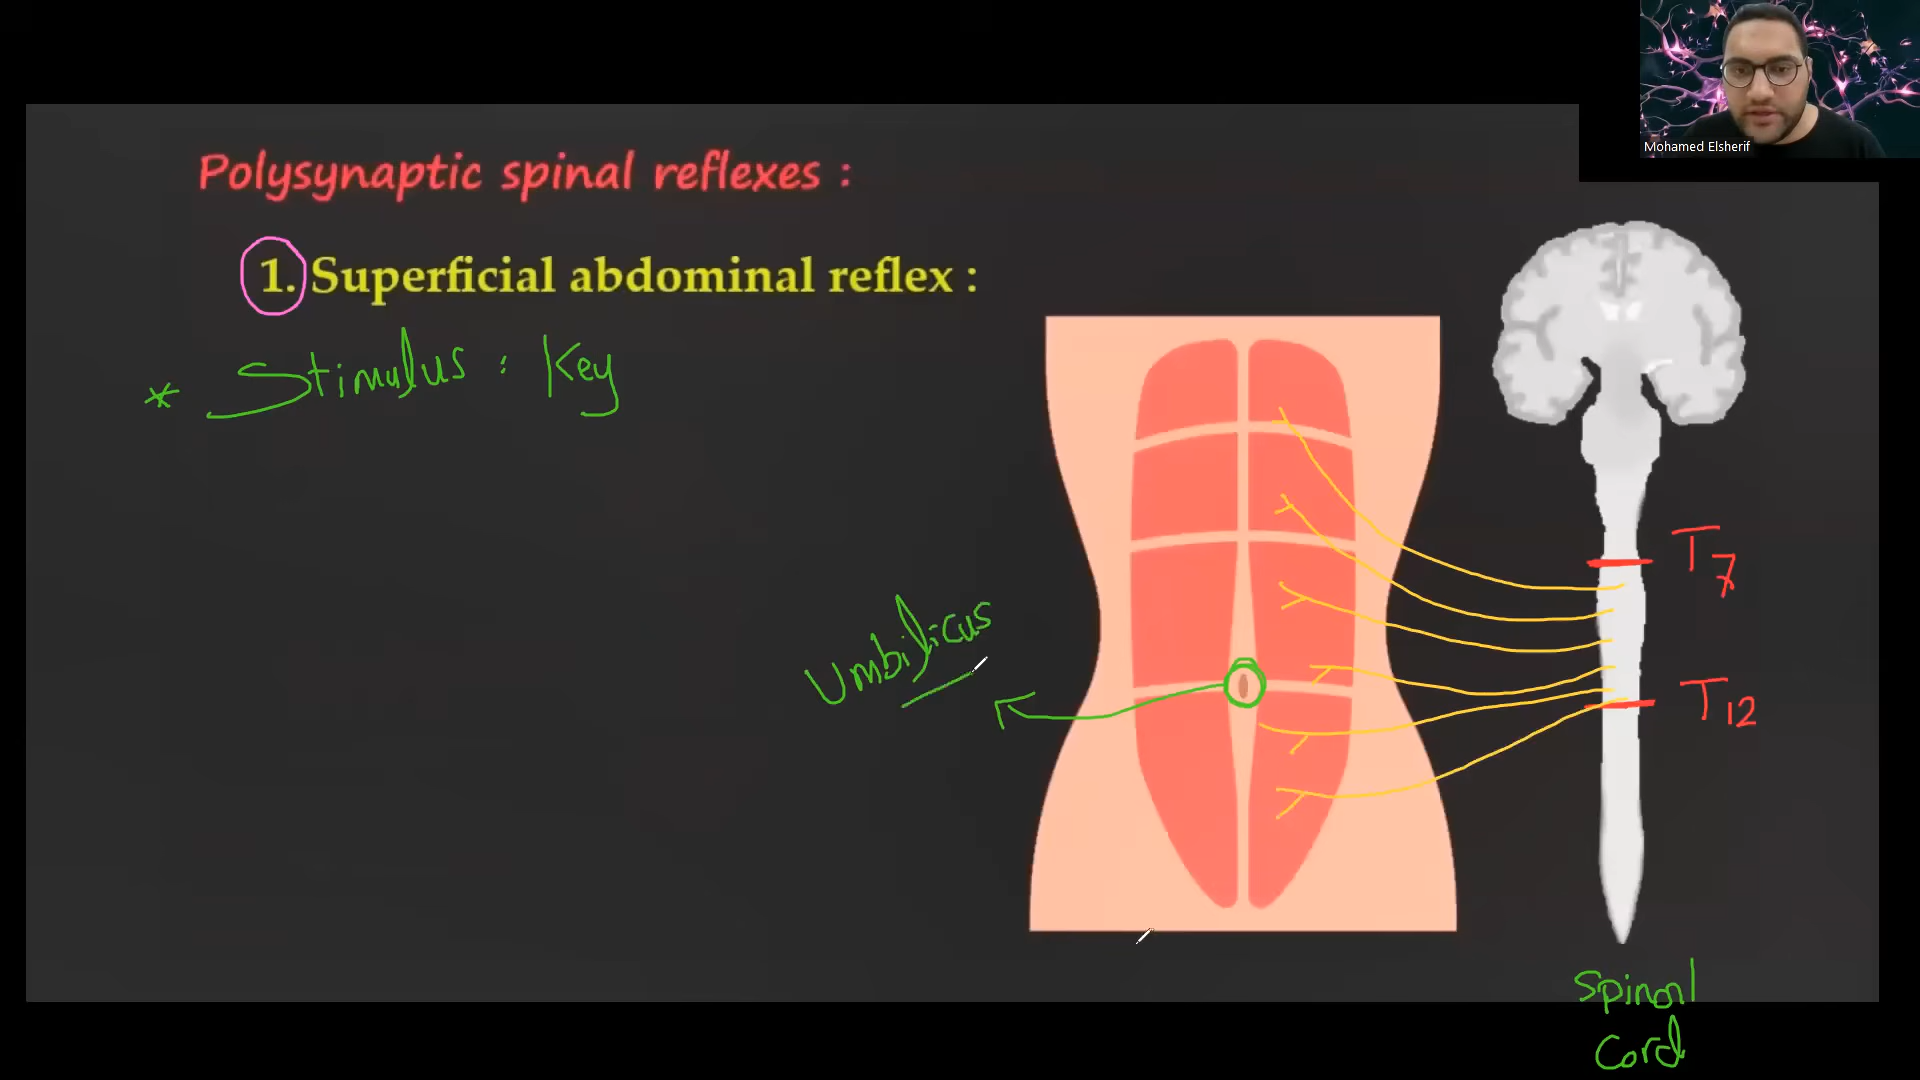 Mohamed Elsherif
Polysynaptic spinal reflexes :
1. Superficial abdominal reflex :
* Stimulus : Key
T7
Umbilicus
T12
Spinal
Cord